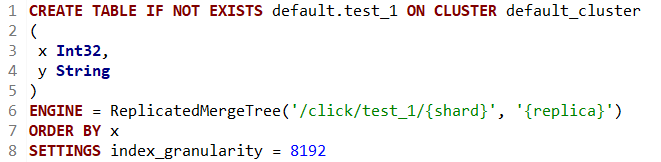 1 CREATE TABLE IF NOT EXISTS default.test_1 ON CLUSTER default_cluster
2 (
3  x Int32,
4  y String
5 )
6 ENGINE = ReplicatedMergeTree('/click/test_1/{shard}', '{replica}')
7 ORDER BY x
8 SETTINGS index_granularity = 8192